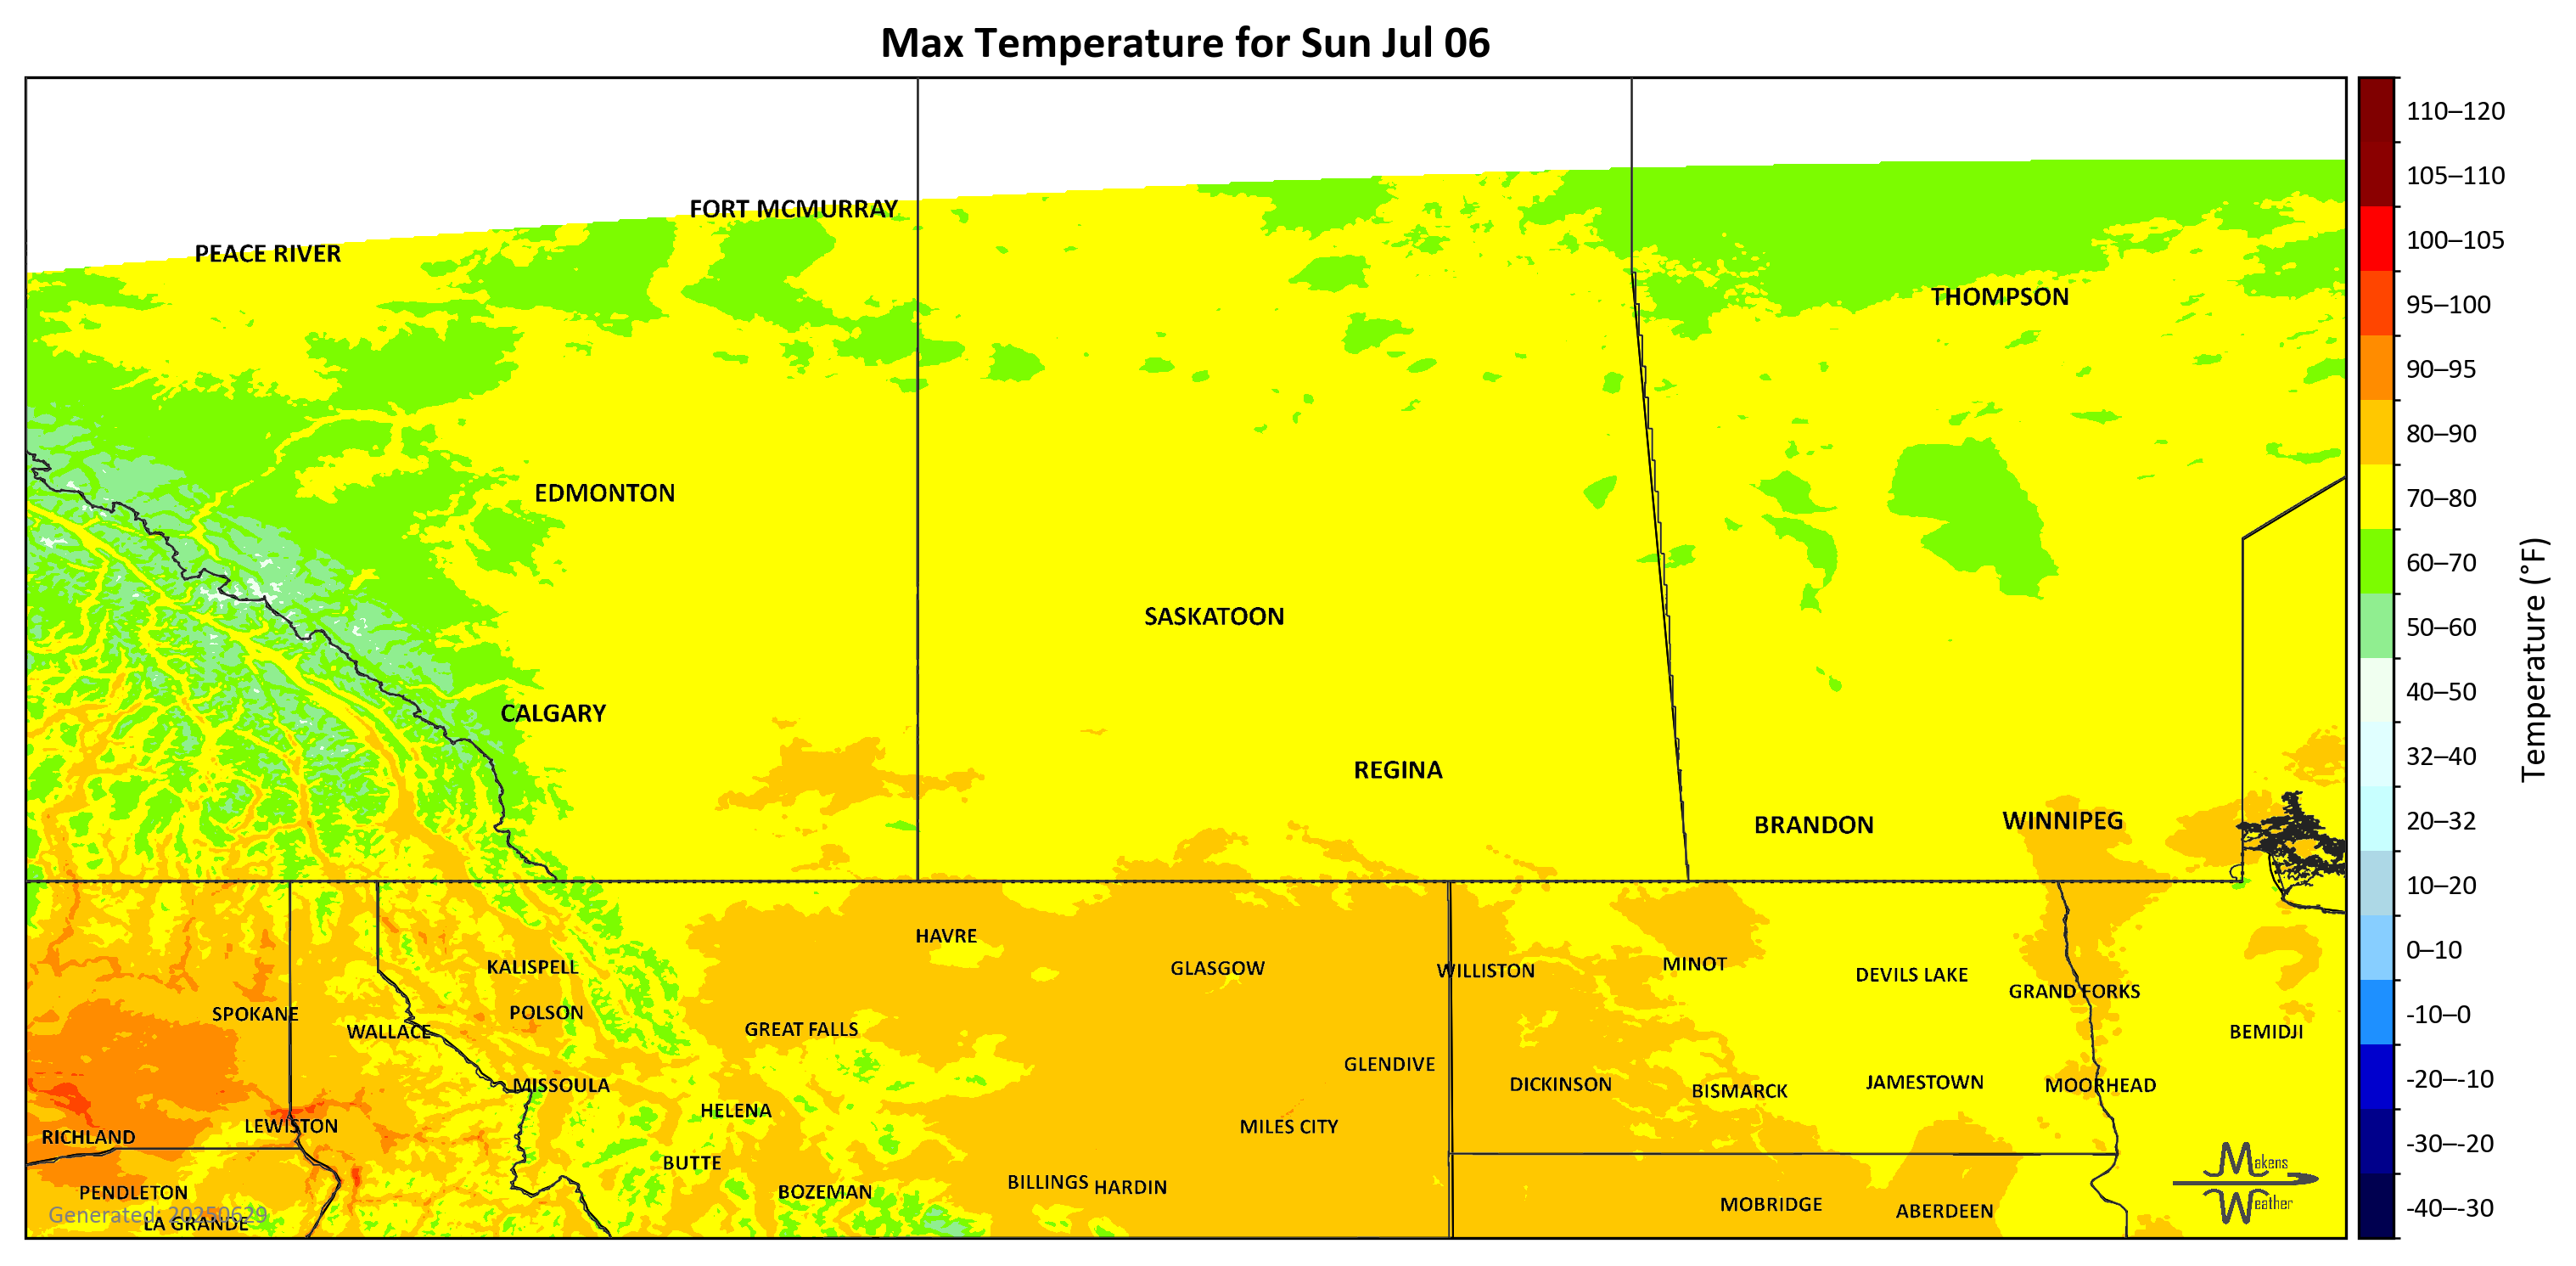 Max Temperature for Sun Jul 06
FORT MCMURRAY
PEACE RIVER
THOMPSON
EDMONTON
SASKATOON
CALGARY
REGINA
BRANDON
WINNIPEG
HAVRE
KALISPELL
GLASGOW
WILLISTON
MINOT
DEVILS LAKE
GRAND FORKS
SPOKANE
POLSON
WALLACE
GREAT FALLS
BEMIDJI
GLENDIVE
MISSOULA
DICKINSON
BISMARCK
JAMESTOWN
MOORHEAD
HELENA
LEWISTON
MILES CITY
RICHLAND
BUTTE
BILLINGS
HARDIN
PENDLETON
BOZEMAN
MOBRIDGE
ABERDEEN
LA GRANDE
Generated: 20250629
Makens
Weather
110–120
105–110
100–105
95–100
90–95
80–90
70–80
60–70
50–60
40–50
32–40
20–32
10–20
0–10
-10–0
-20–-10
-30–-20
-40–-30
Temperature (°F)